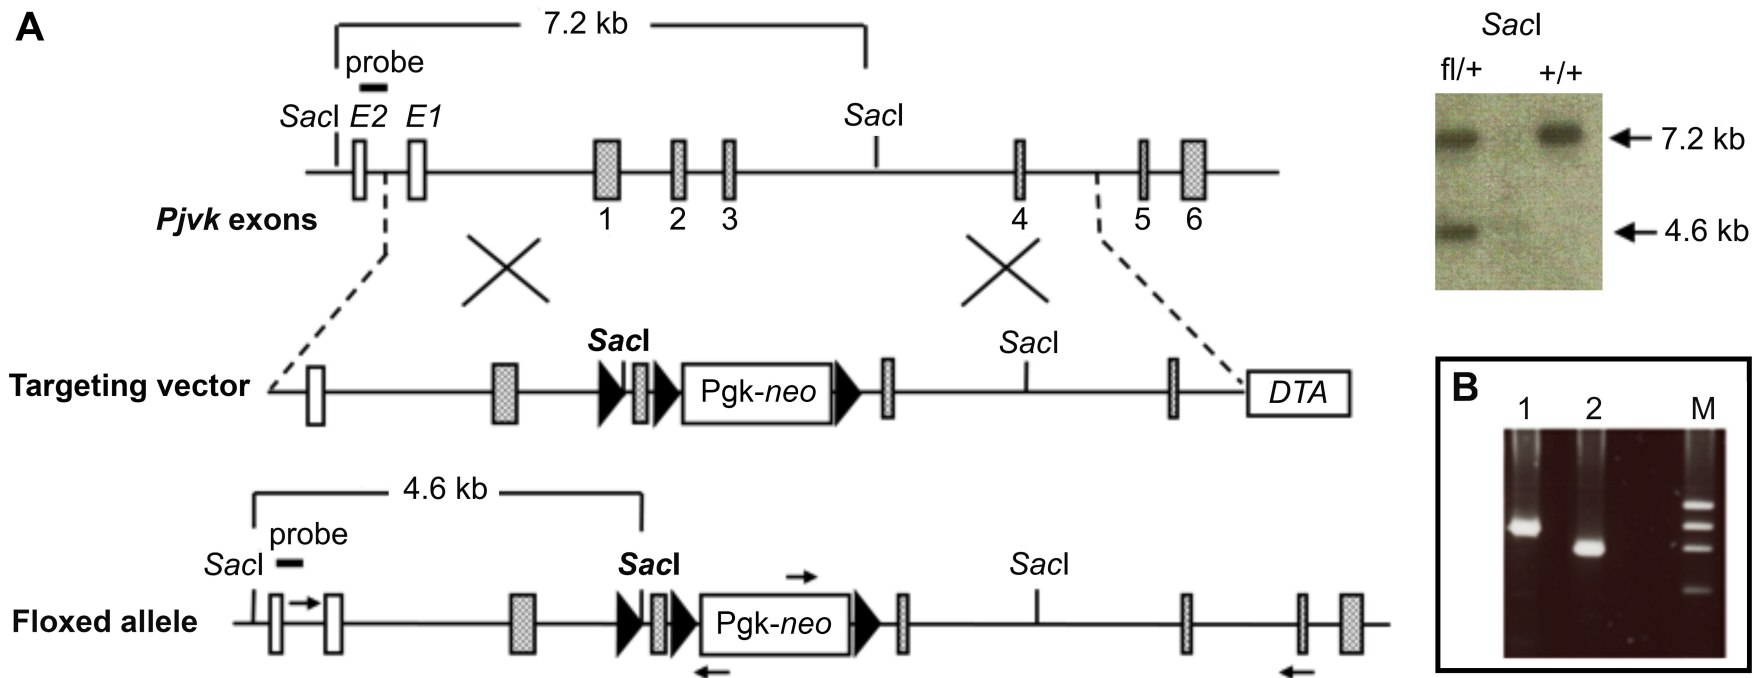 A
7.2 kb
probe
SacI E2 E1
SacI
Pjvk exons
1 2 3 4 5 6
SacI
SacI
Targeting vector
Pgk-neo
DTA
4.6 kb
probe
SacI
SacI
SacI
Floxed allele
Pgk-neo
SacI
fl/+ +/+
7.2 kb
4.6 kb
B
1 2 M